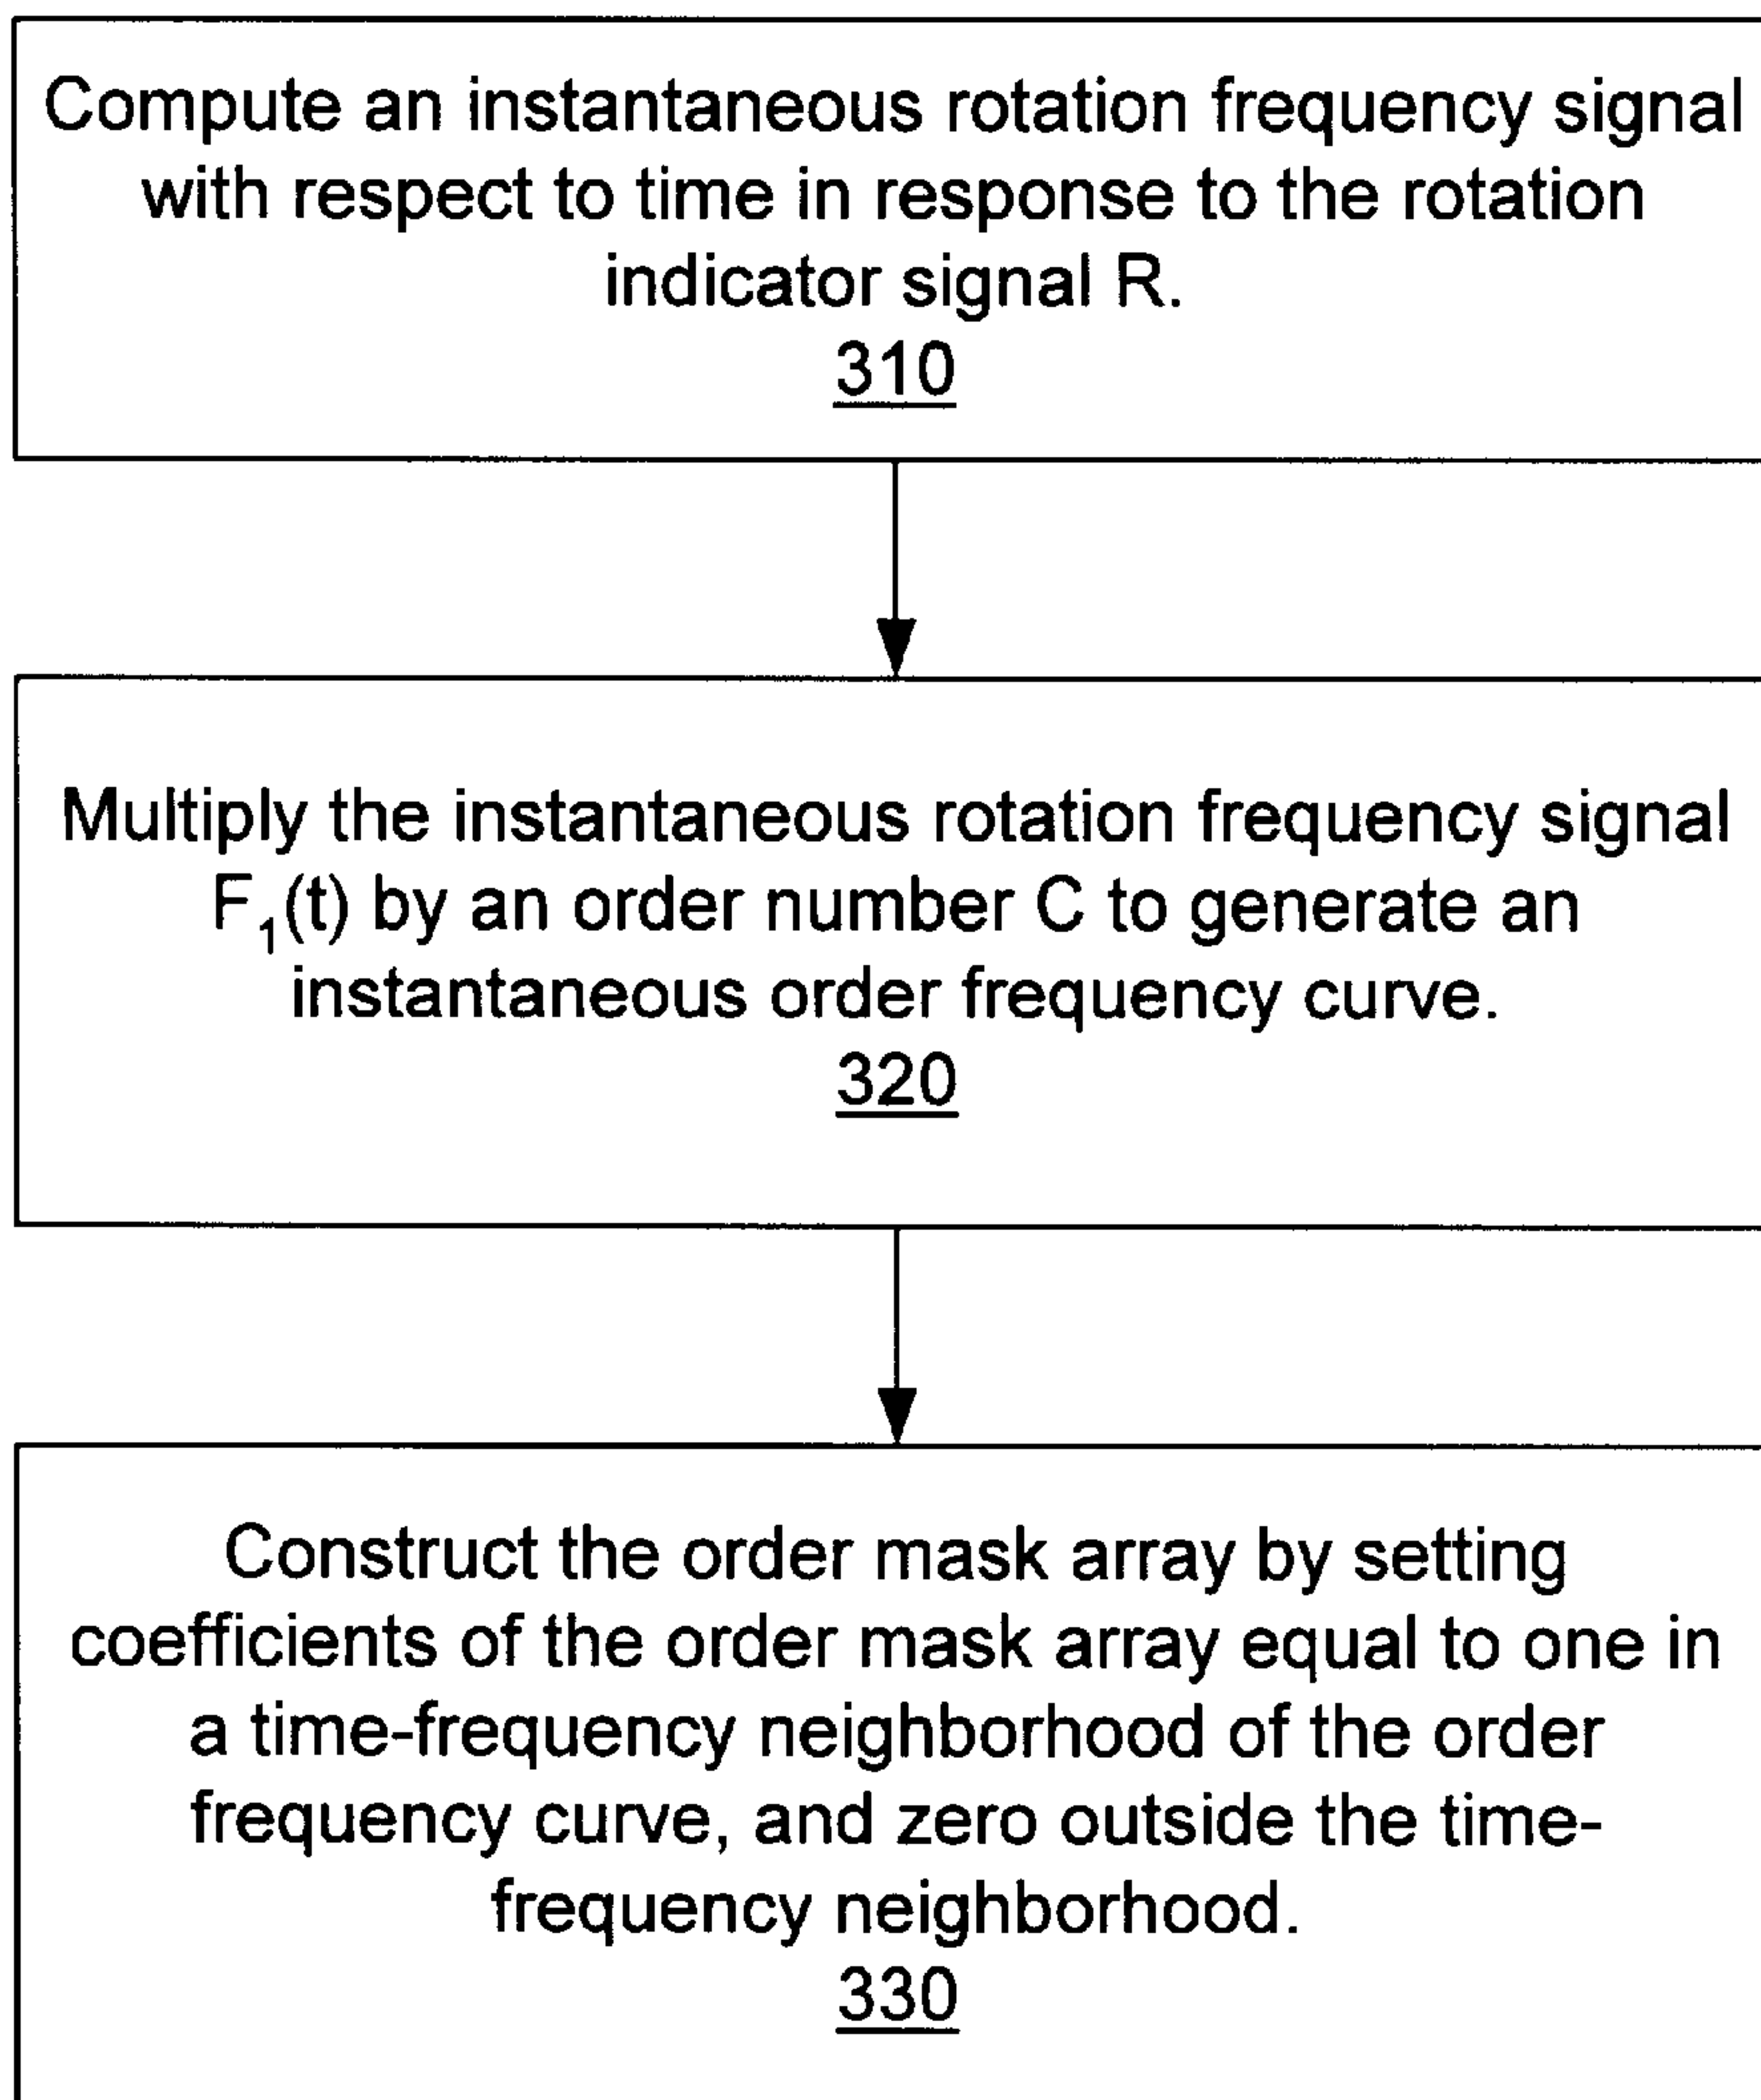 Compute an instantaneous rotation frequency signal
with respect to time in response to the rotation
indicator signal R.
310
Multiply the instantaneous rotation frequency signal
F₁(t) by an order number C to generate an
instantaneous order frequency curve.
320
Construct the order mask array by setting
coefficients of the order mask array equal to one in
a time-frequency neighborhood of the order
frequency curve, and zero outside the time-
frequency neighborhood.
330